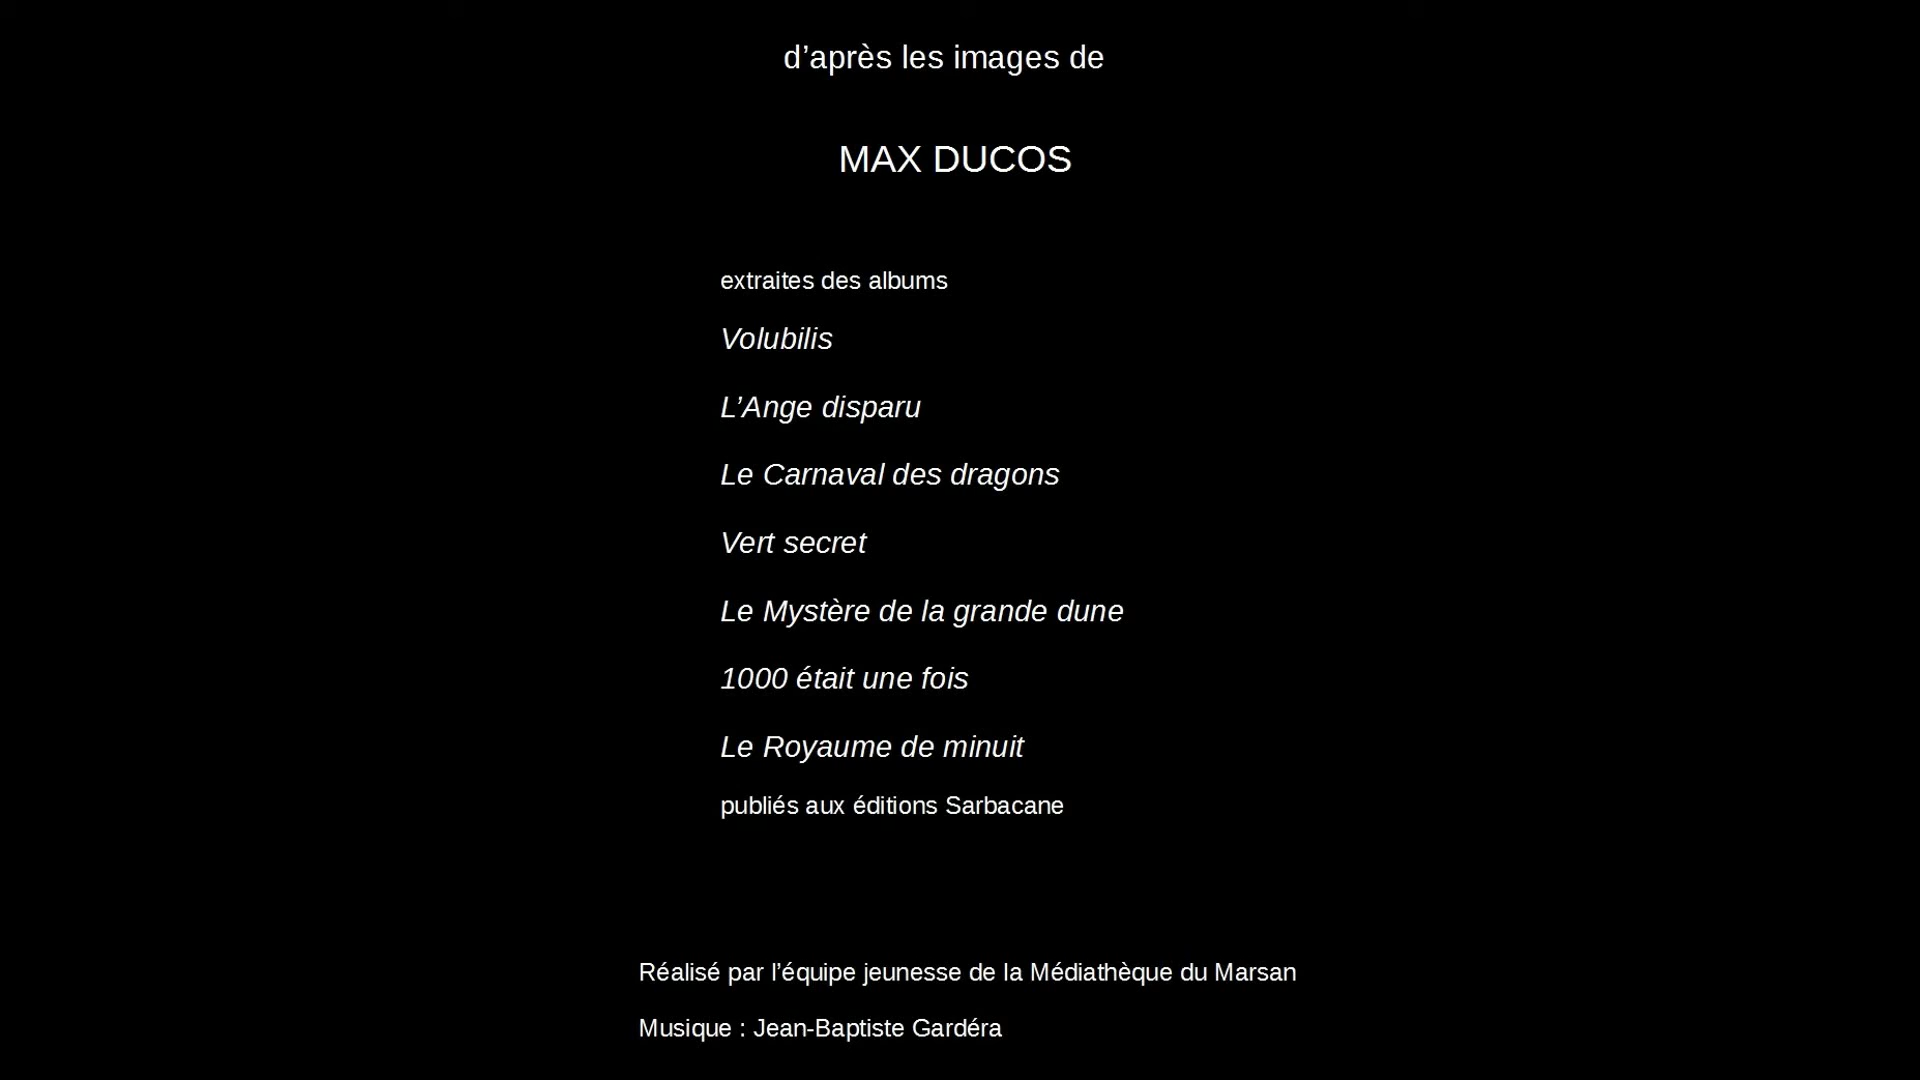 d’après les images de
MAX DUCOS
extraites des albums
Volubilis
L’Ange disparu
Le Carnaval des dragons
Vert secret
Le Mystère de la grande dune
1000 était une fois
Le Royaume de minuit
publiés aux éditions Sarbacane
Réalisé par l’équipe jeunesse de la Médiathèque du Marsan
Musique : Jean-Baptiste Gardéra